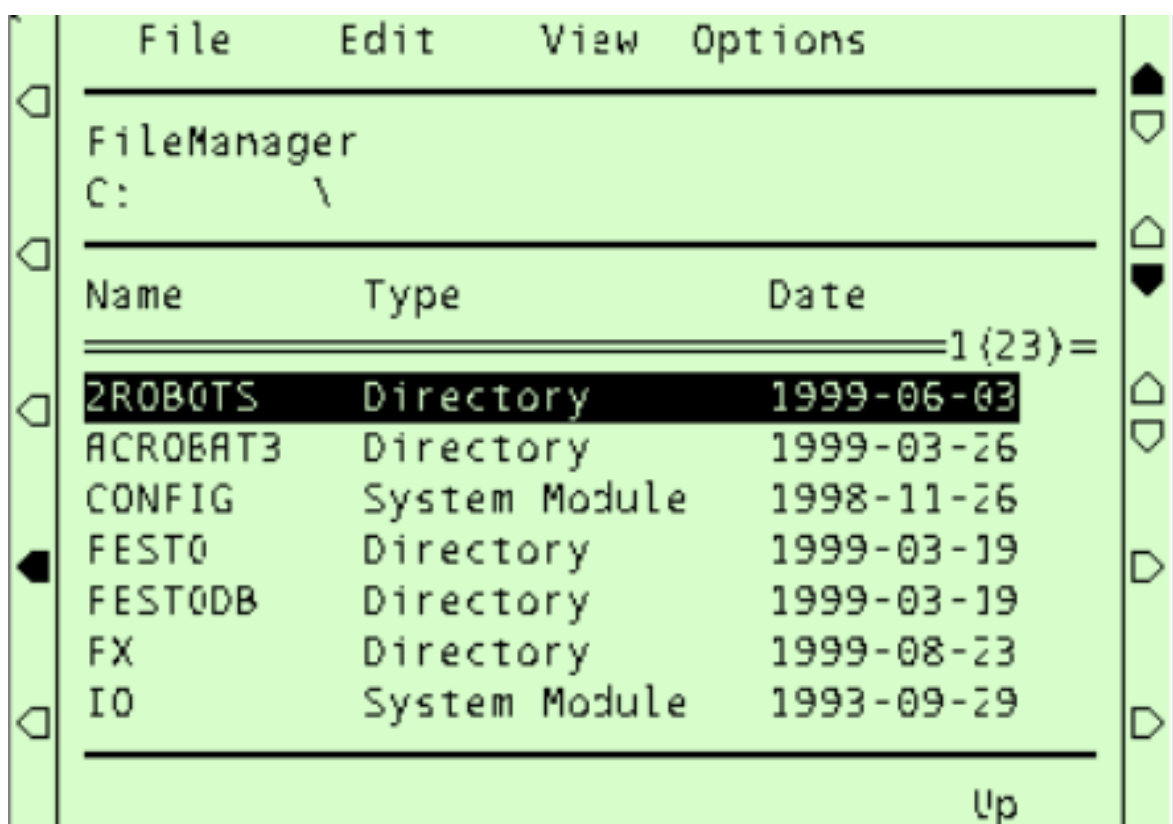 File Edit View Options
FileManager
C: \
Name Type Date
1(23)
2ROBOTS Directory 1999-06-03
ACROBAT3 Directory 1999-03-26
CONFIG System Module 1998-11-26
FESTO Directory 1999-03-19
FESTODB Directory 1999-03-19
FX Directory 1999-08-23
IO System Module 1993-09-29
Up